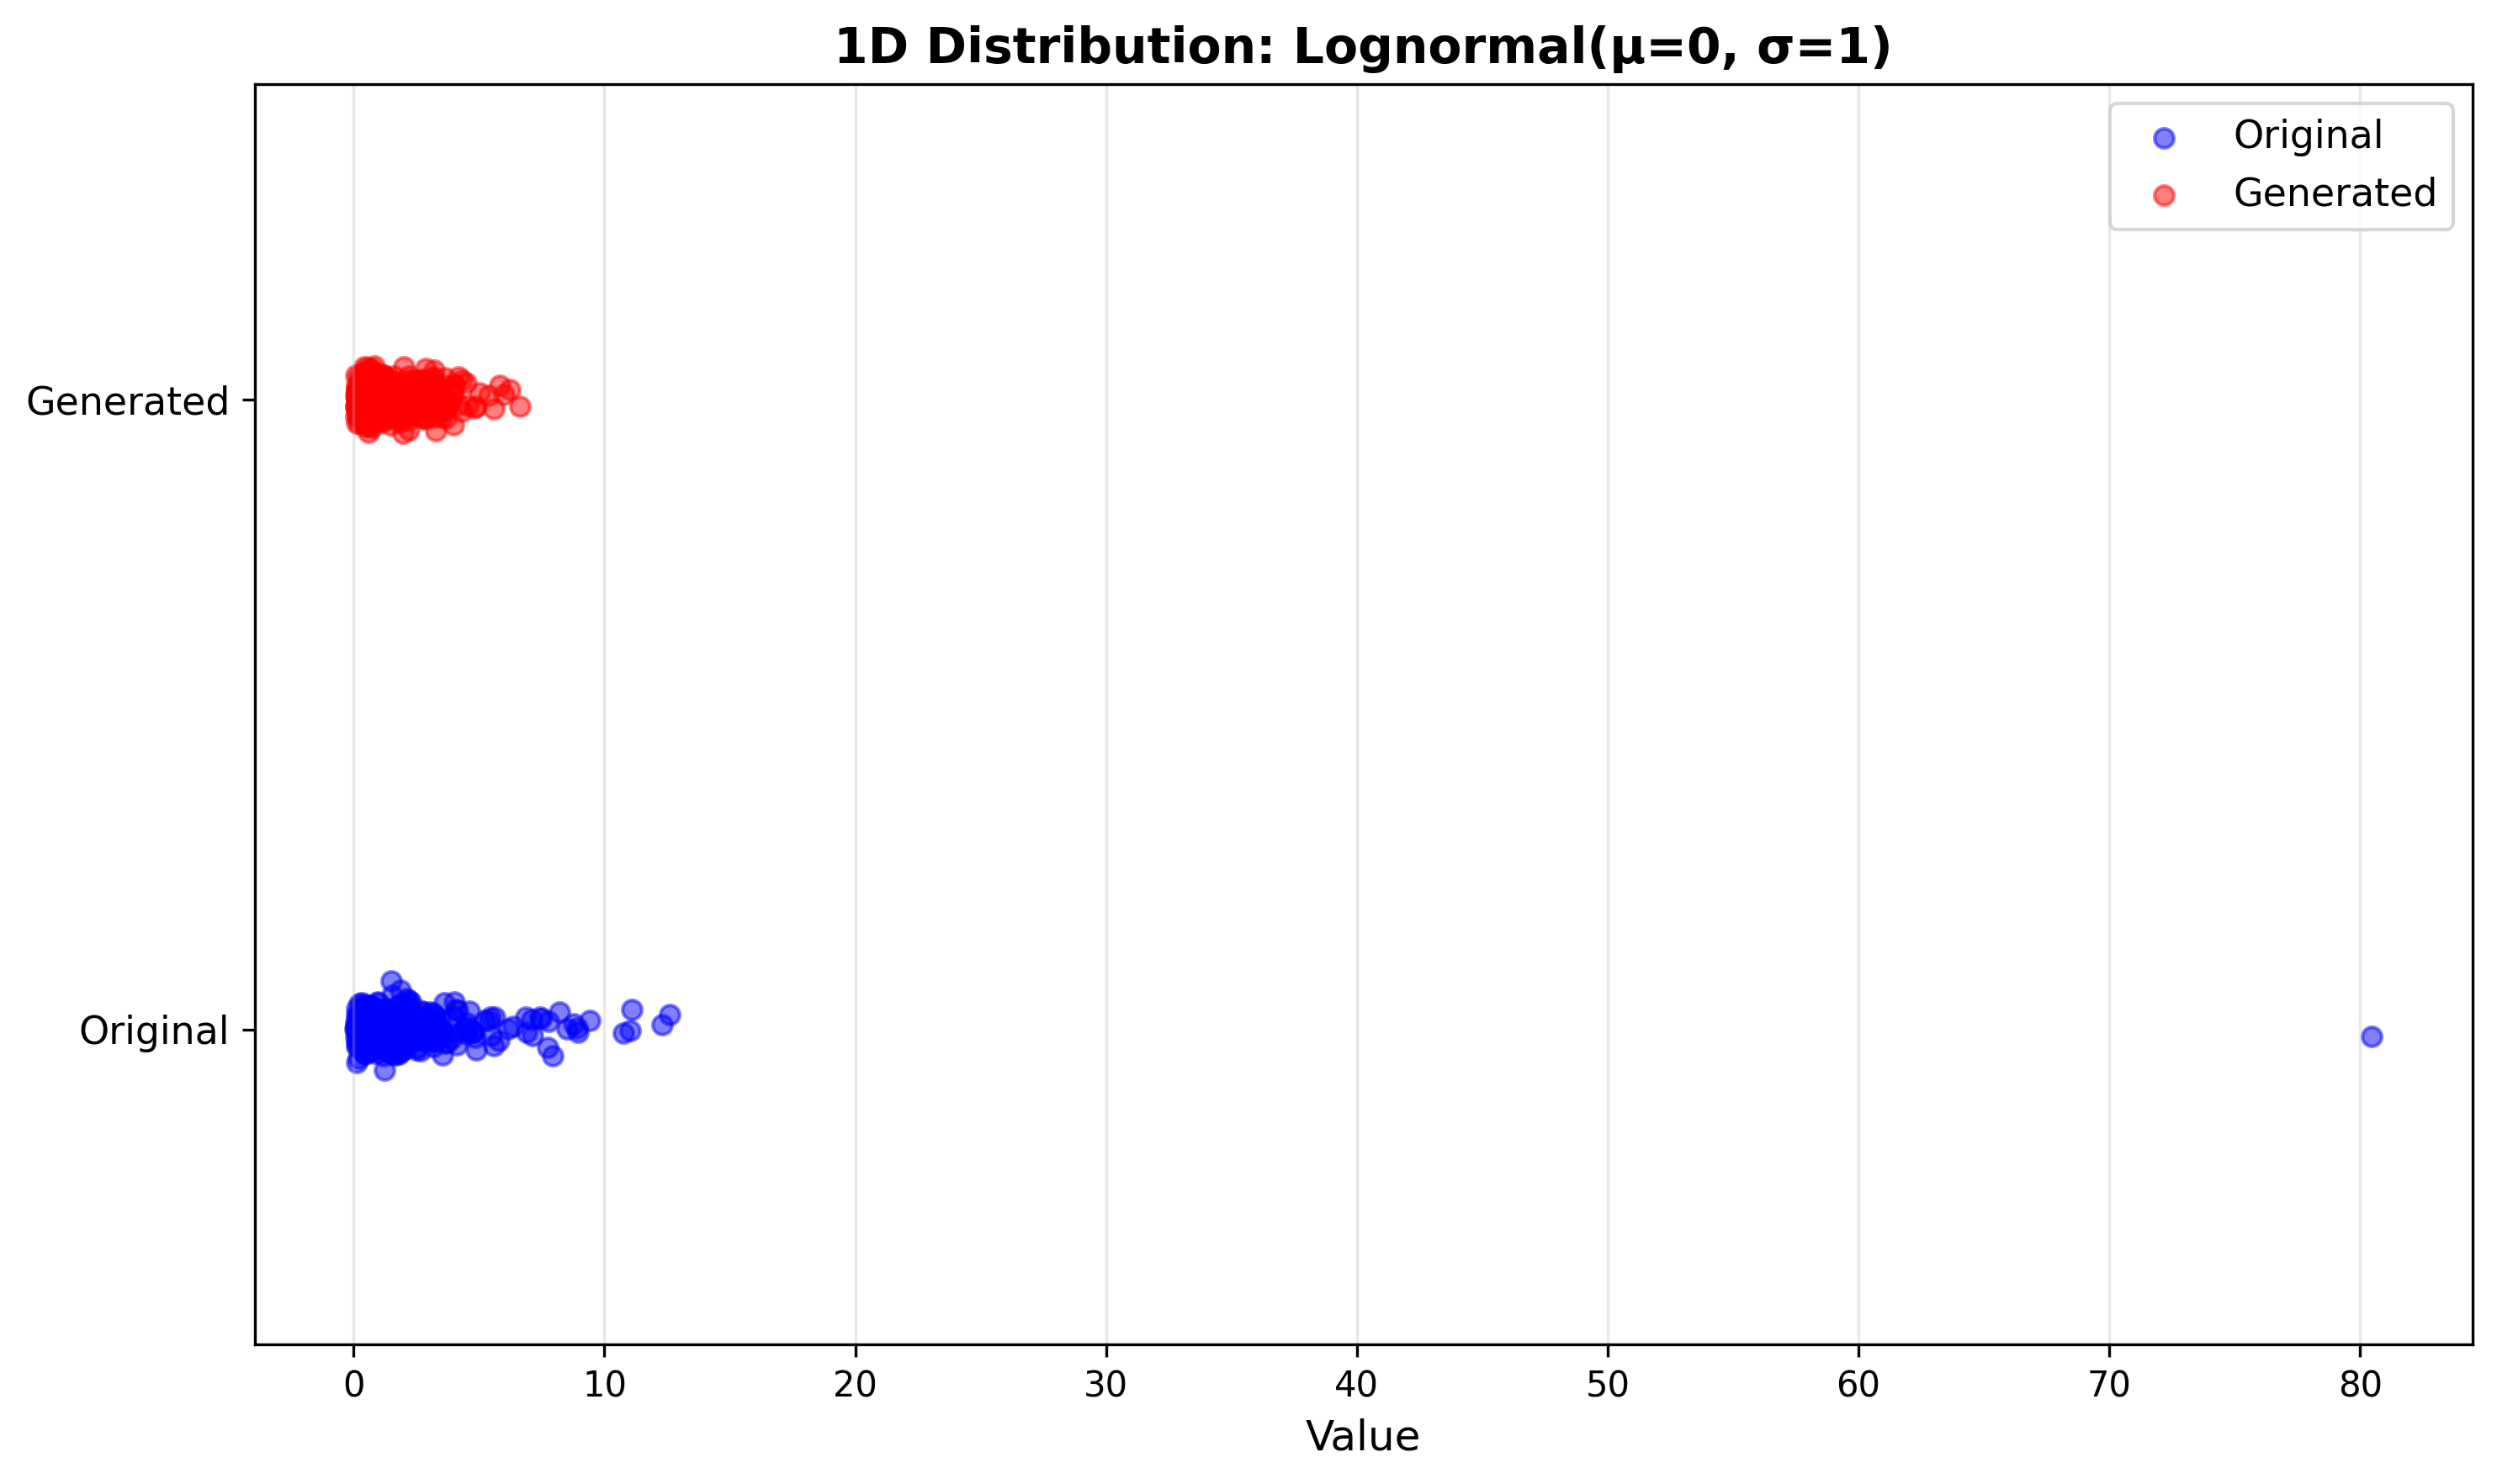 1D Distribution: Lognormal(μ=0, σ=1)
Original
Generated
Generated
Original
0 10 20 30 40 50 60 70 80
Value